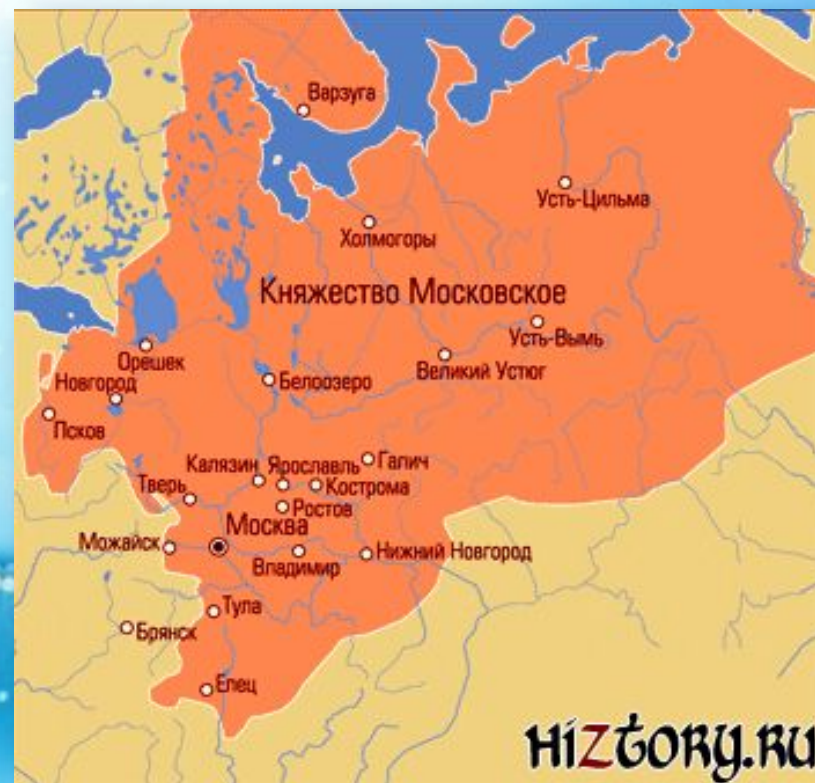 Варзуга
Усть-Цильма
Холмогоры
Княжество Московское
Усть-Вымь
Орешек
Великий Устюг
Белоозеро
Новгород
Псков
Калязин
Ярославль
Галич
Тверь
Кострома
Ростов
Москва
Можайск
Владимир
Нижний Новгород
Тула
Брянск
Елец
HIZTORY.RU